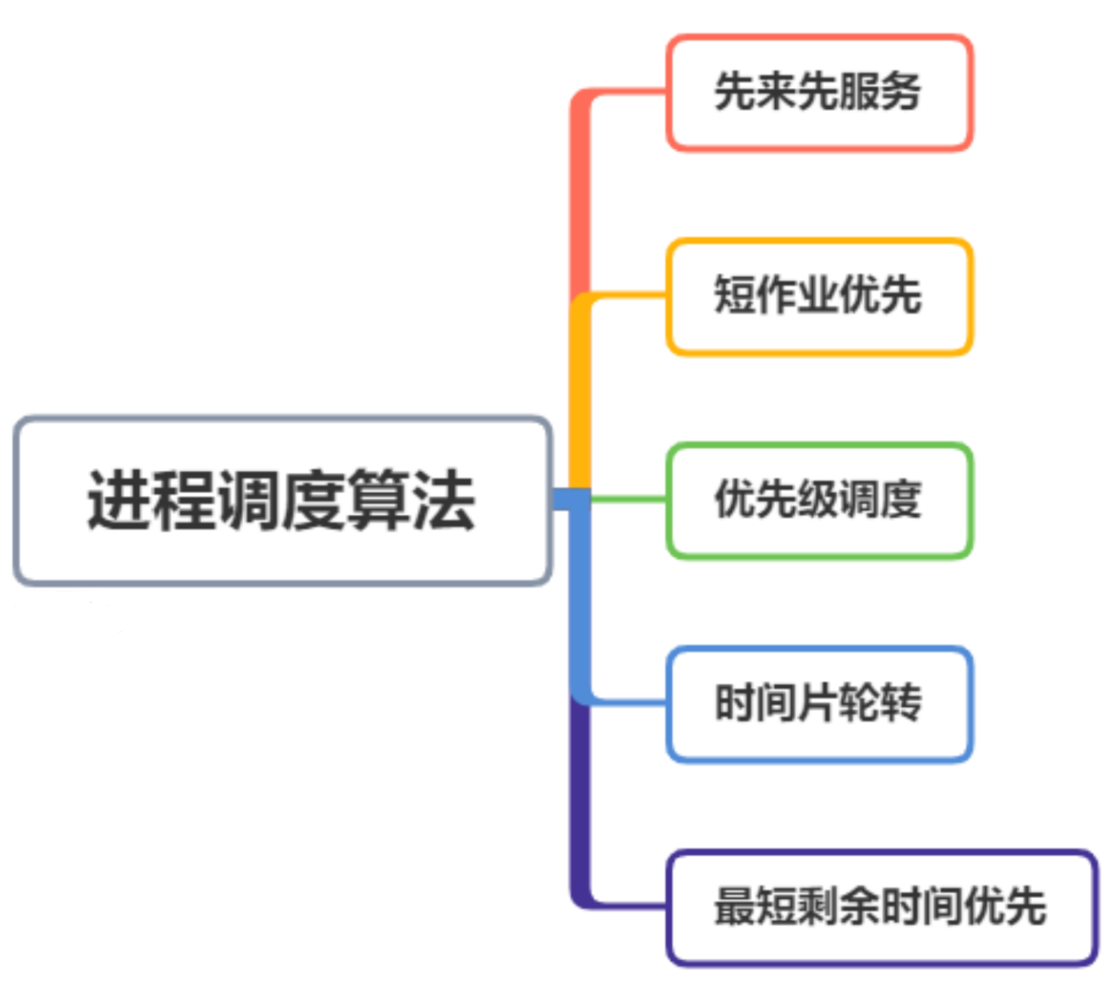 先来先服务
短作业优先
进程调度算法
优先级调度
时间片轮转
最短剩余时间优先